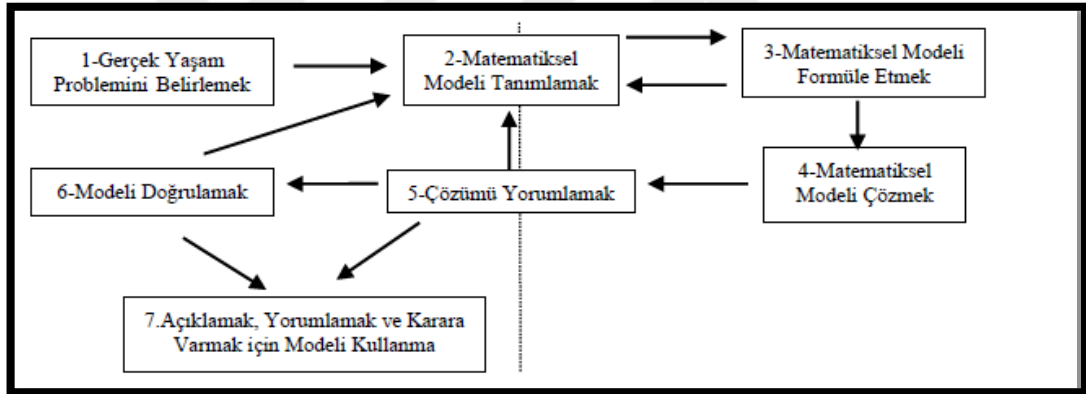 1-Gerçek Yaşam
Problemini Belirlemek
2-Matematiksel
Modeli Tanımlamak
3-Matematiksel Modeli
Formüle Etmek
4-Matematiksel
Modeli Çözmek
5-Çözümü Yorumlamak
6-Modeli Doğrulamak
7.Açıklamak, Yorumlamak ve Karara
Varmak için Modeli Kullanma